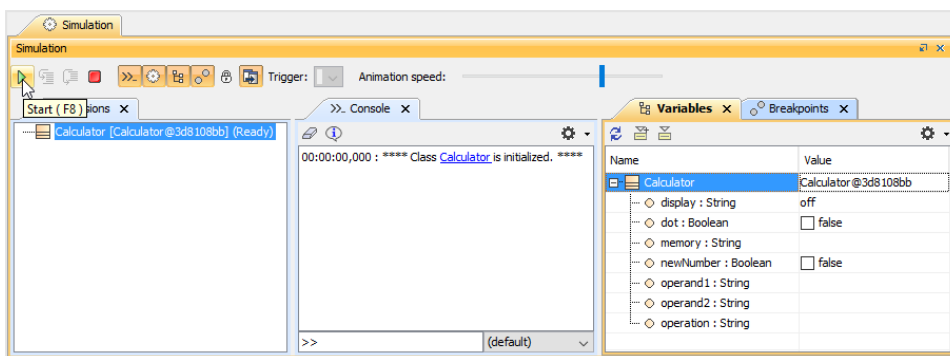 Simulation
Simulation
Trigger:
Animation speed:
Start ( F8 )
sions
Console
Variables
Breakpoints
Calculator [Calculator@3d8108bb] (Ready)
00:00:00,000 : **** Class Calculator is initialized. ****
Name Value
Calculator Calculator@3d8108bb
display : String off
dot : Boolean false
memory : String
newNumber : Boolean false
operand1 : String
operand2 : String
operation : String
>> (default)